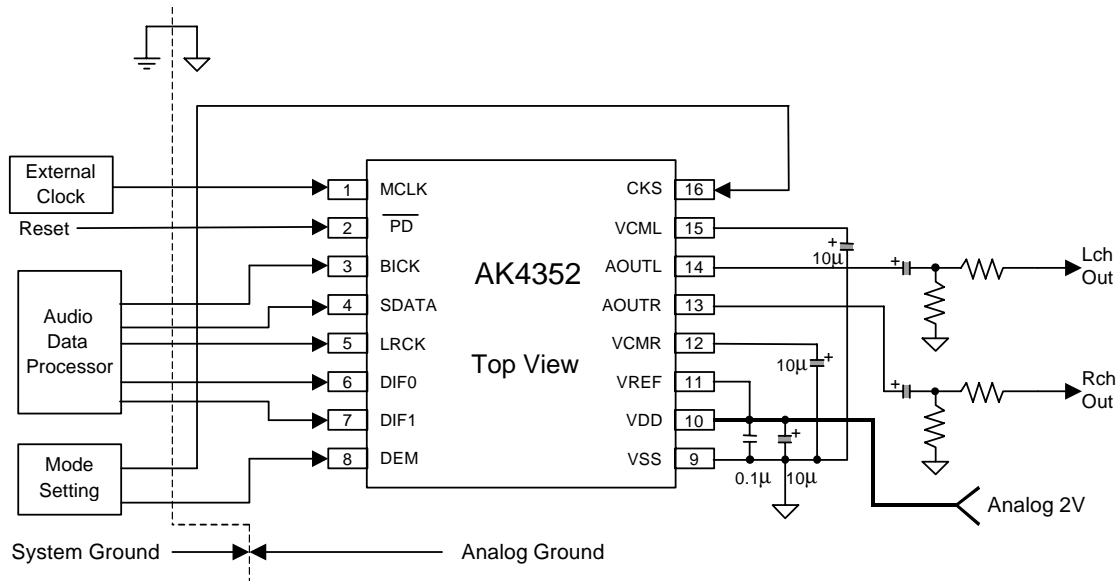 External
Clock
Reset
Audio
Data
Processor
Mode
Setting
1 MCLK
2 PD
3 BICK
4 SDATA
5 LRCK
6 DIF0
7 DIF1
8 DEM
AK4352
Top View
CKS 16
VCML 15
AOUTL 14
AOUTR 13
VCMR 12
VREF 11
VDD 10
VSS 9
+
10µ
+
Lch
Out
10µ
+
+
Rch
Out
+
0.1µ
10µ
Analog 2V
System Ground
Analog Ground